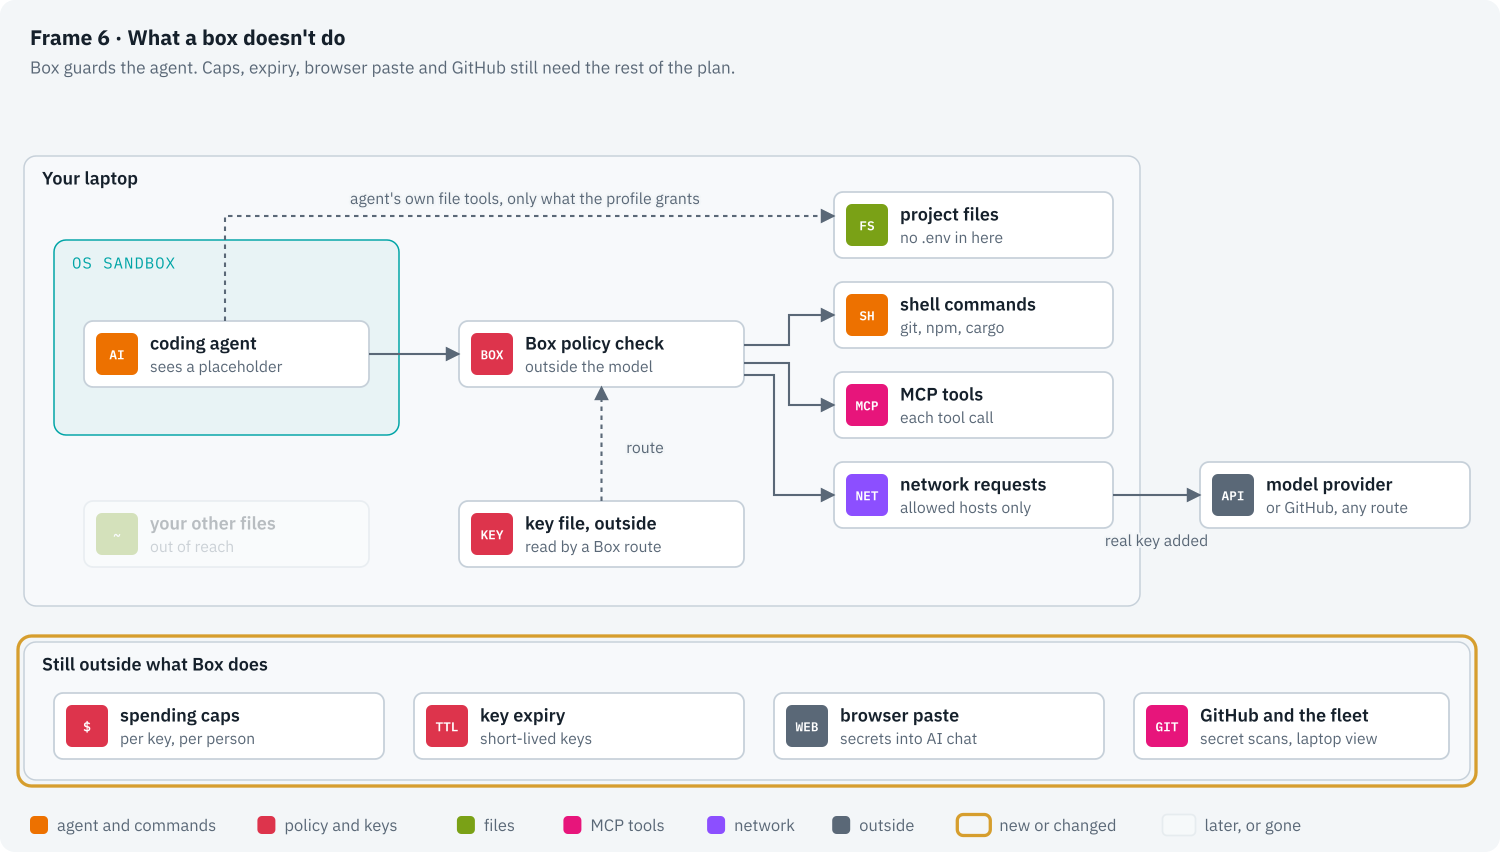 Frame 6 · What a box doesn't do
Box guards the agent. Caps, expiry, browser paste and GitHub still need the rest of the plan.
Your laptop
agent's own file tools, only what the profile grants
FS
project files
no .env in here
OS SANDBOX
AI
coding agent
sees a placeholder
BOX
Box policy check
outside the model
SH
shell commands
git, npm, cargo
MCP
MCP tools
each tool call
route
NET
network requests
allowed hosts only
API
model provider
or GitHub, any route
real key added
~
your other files
out of reach
KEY
key file, outside
read by a Box route
Still outside what Box does
$
spending caps
per key, per person
TTL
key expiry
short-lived keys
WEB
browser paste
secrets into AI chat
GIT
GitHub and the fleet
secret scans, laptop view
agent and commands
policy and keys
files
MCP tools
network
outside
new or changed
later, or gone